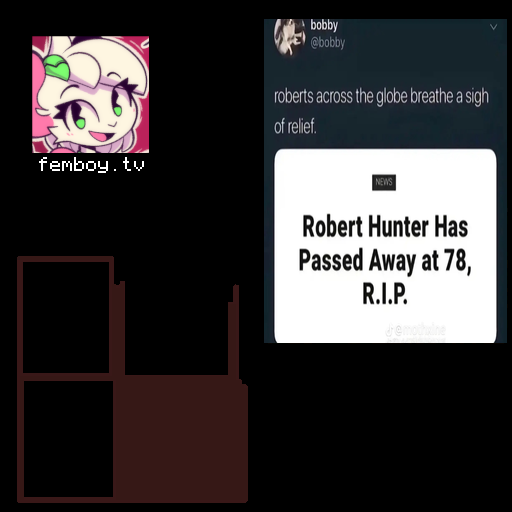 bobby
@bobby
femboy.tv
roberts across the globe breathe a sigh
of relief.
NEWS
Robert Hunter Has
Passed Away at 78,
R.I.P.